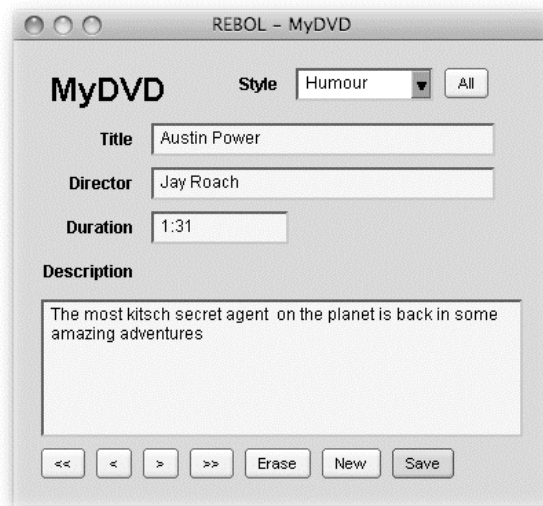 REBOL - MyDVD
MyDVD Style Humour All
Title Austin Power
Director Jay Roach
Duration 1:31
Description
The most kitsch secret agent on the planet is back in some
amazing adventures
<< < > >> Erase New Save